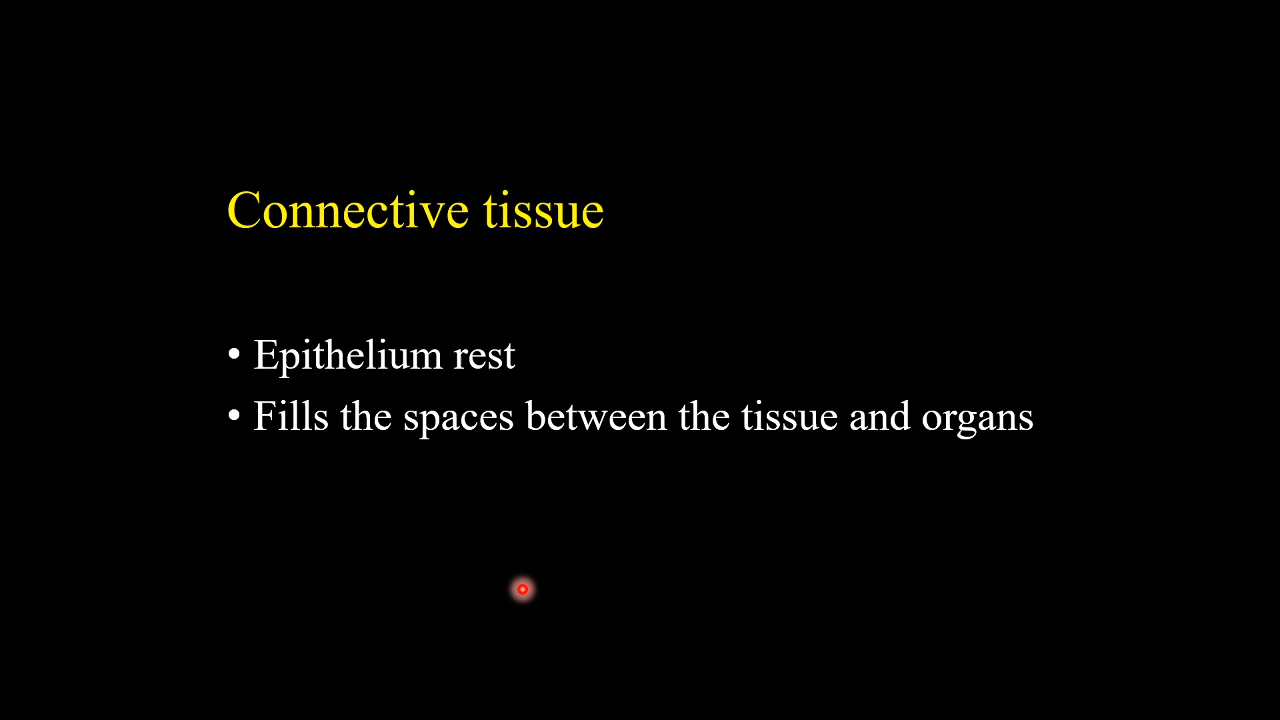 Connective tissue
• Epithelium rest
• Fills the spaces between the tissue and organs